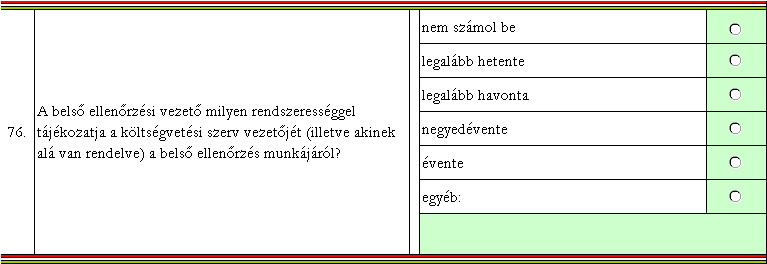 nem számol be
legalább hetente
legalább havonta
76. A belső ellenőrzési vezető milyen rendszerességgel
tájékozatja a költségvetési szerv vezetőjét (illetve akinek
alá van rendelve) a belső ellenőrzés munkájáról?
negyedévente
évente
egyéb: